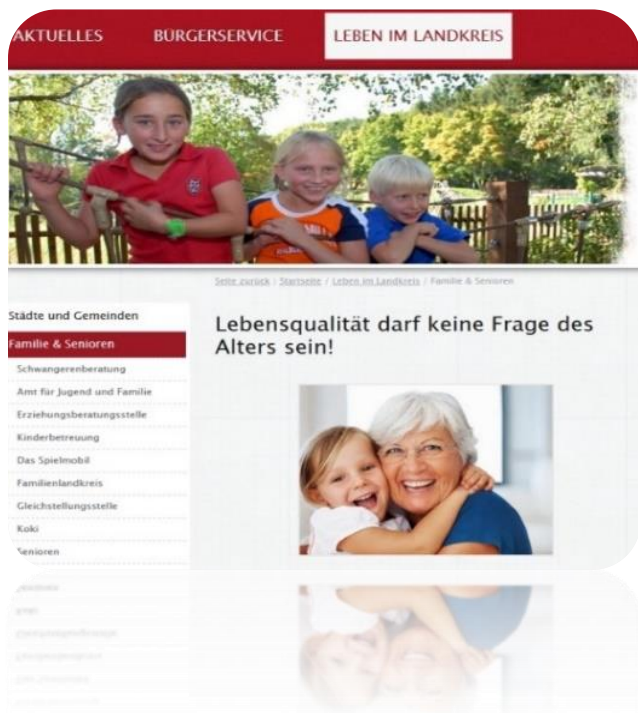 AKTUELLES BÜRGERSERVICE LEBEN IM LANDKREIS
Seite zurück : Startseite / Leben im Landkreis / Familie & Senioren
Städte und Gemeinden
Familie & Senioren
Schwangerenberatung
Amt für Jugend und Familie
Erziehungsberatungsstelle
Kinderbetreuung
Das Spielmobil
Familienlandkreis
Gleichstellungsstelle
Koki
Senioren
Lebensqualität darf keine Frage des
Alters sein!